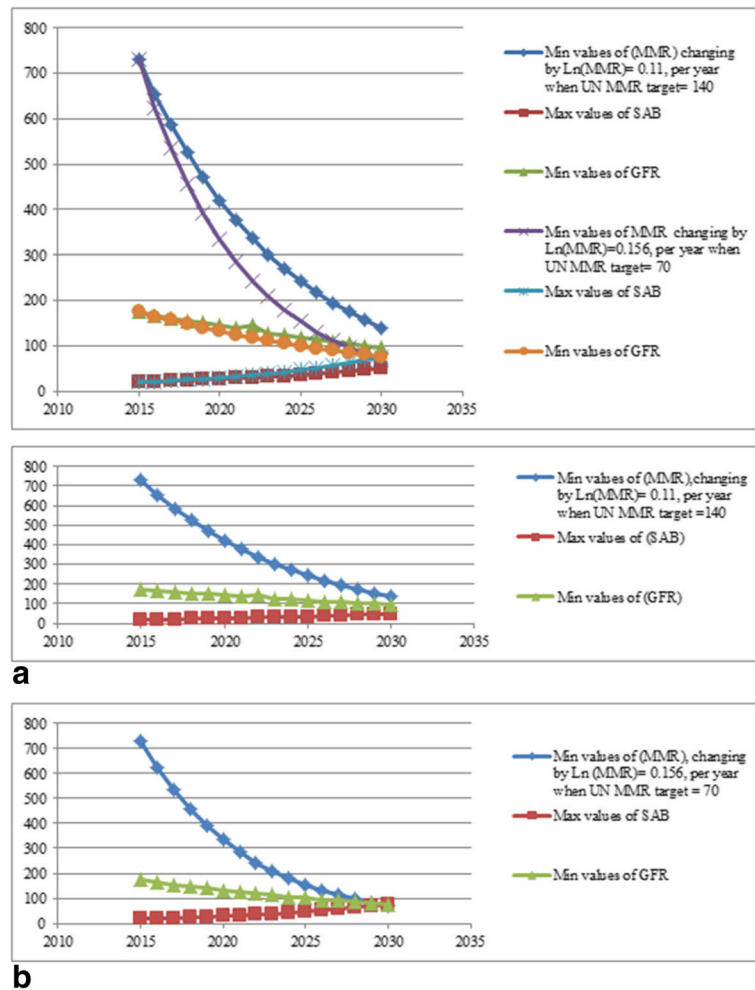 800
700
600
500
400
300
200
100
0
2010
2015
2020
2025
2030
2035
Min values of (MMR) changing
by Ln(MMR)= 0.11, per year
when UN MMR target= 140
Max values of SAB
Min values of GFR
Min values of MMR changing by
Ln(MMR)=0.156, per year when
UN MMR target= 70
Max values of SAB
Min values of GFR
800
700
600
500
400
300
200
100
0
2010
2015
2020
2025
2030
2035
Min values of (MMR),changing
by Ln(MMR)= 0.11, per year
when UN MMR target =140
Max values of (SAB)
Min values of (GFR)
a
800
700
600
500
400
300
200
100
0
2010
2015
2020
2025
2030
2035
Min values of (MMR), changing
by Ln (MMR)= 0.156, per year
when UN MMR target = 70
Max values of SAB
Min values of GFR
b